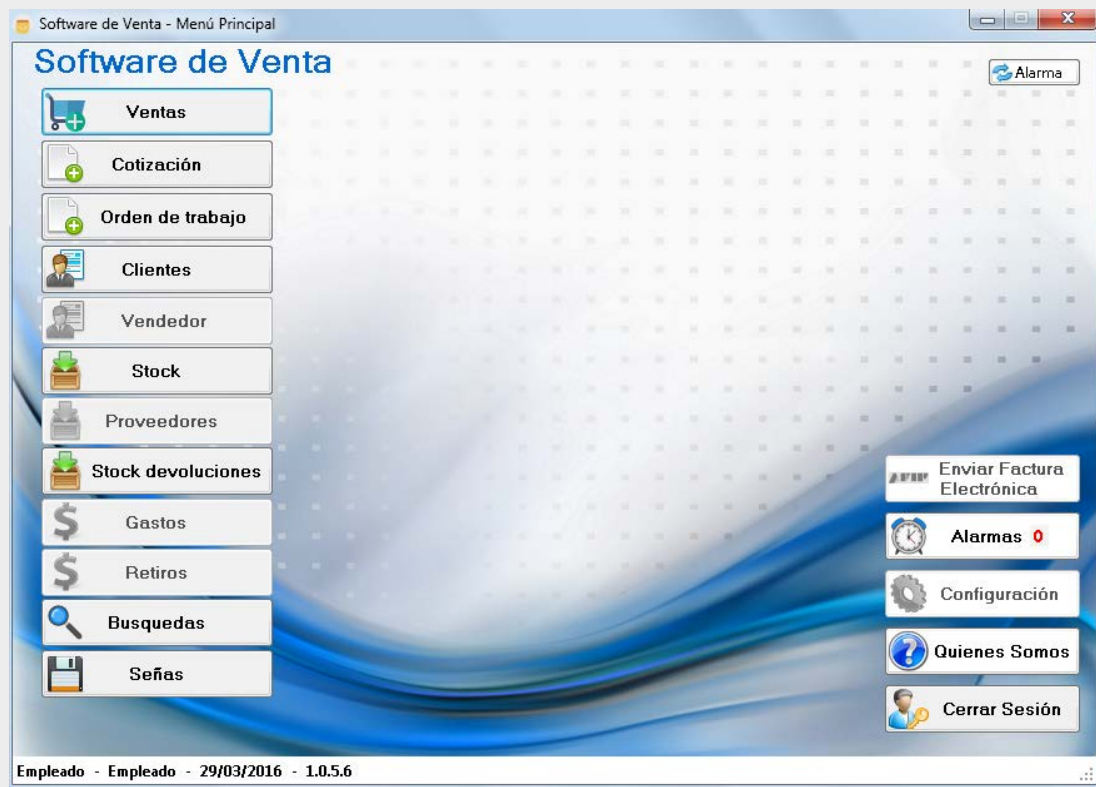 Software de Venta - Menú Principal
Software de Venta
Alarma
Ventas
Cotización
Orden de trabajo
Clientes
Vendedor
Stock
Proveedores
Stock devoluciones
Gastos
Retiros
Busquedas
Señas
AFIP
Enviar Factura
Electrónica
Alarmas 0
Configuración
Quienes Somos
Cerrar Sesión
Empleado - Empleado - 29/03/2016 - 1.0.5.6